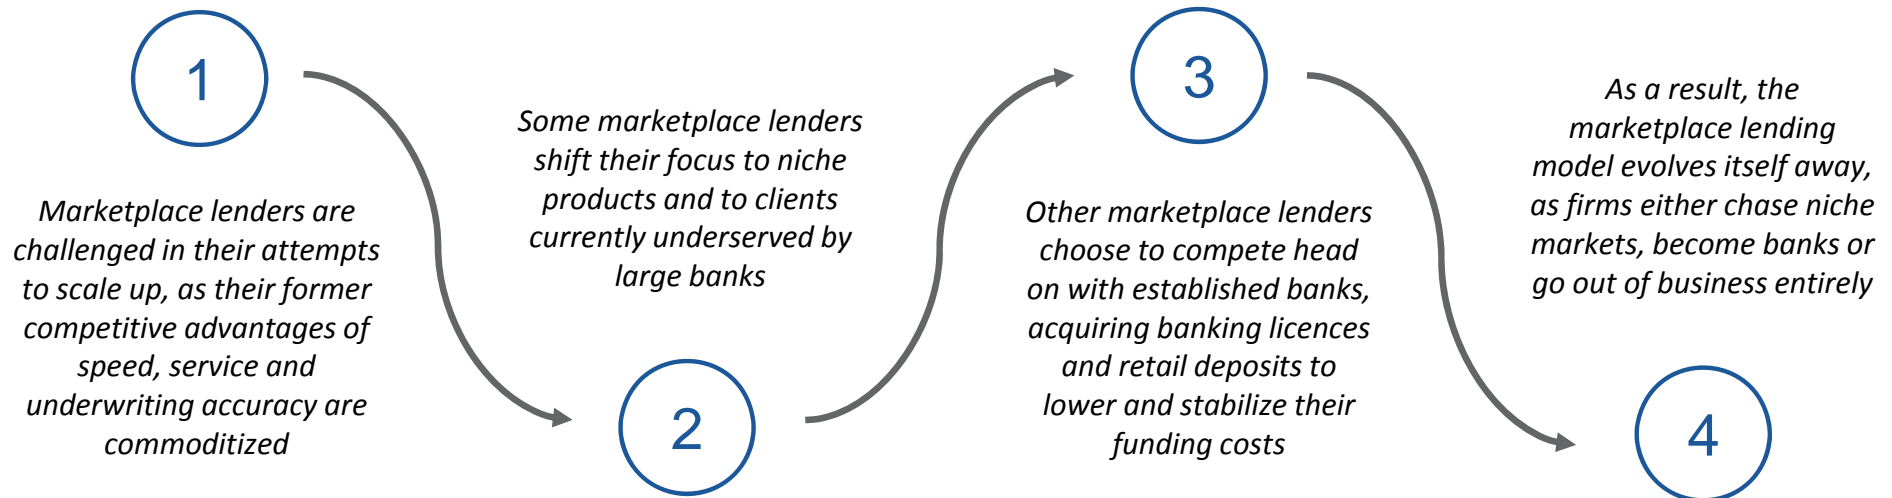 1
Marketplace lenders are
challenged in their attempts
to scale up, as their former
competitive advantages of
speed, service and
underwriting accuracy are
commoditized
Some marketplace lenders
shift their focus to niche
products and to clients
currently underserved by
large banks
2
3
Other marketplace lenders
choose to compete head
on with established banks,
acquiring banking licences
and retail deposits to
lower and stabilize their
funding costs
As a result, the
marketplace lending
model evolves itself away,
as firms either chase niche
markets, become banks or
go out of business entirely
4